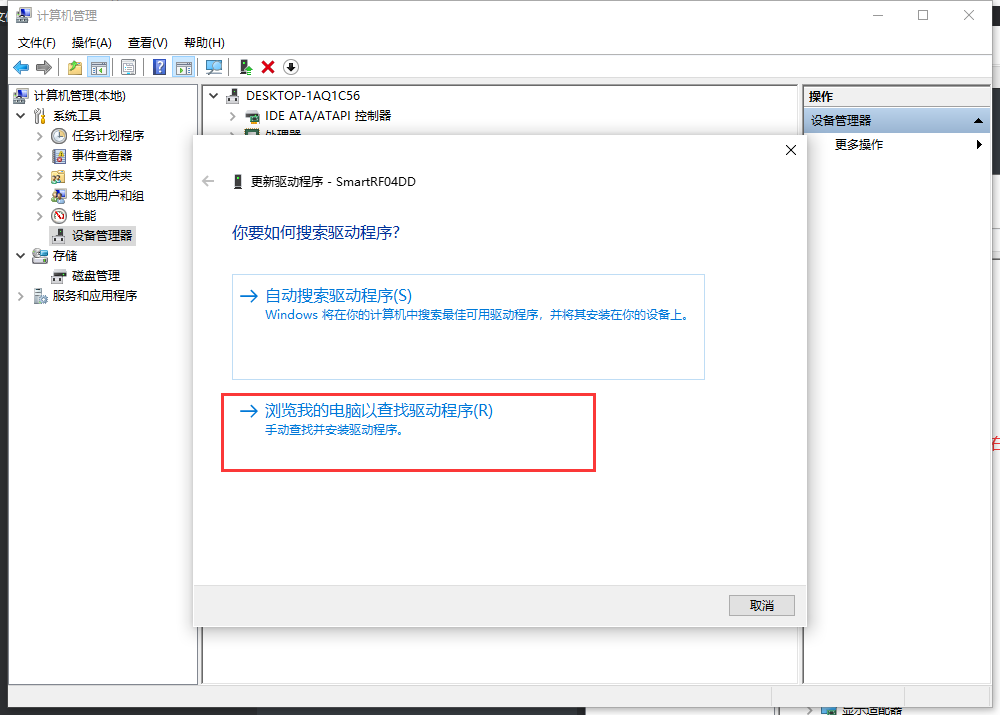 计算机管理
文件(F) 操作(A) 查看(V) 帮助(H)
计算机管理(本地)
系统工具
任务计划程序
事件查看器
共享文件夹
本地用户和组
性能
设备管理器
存储
磁盘管理
服务和应用程序
DESKTOP-1AQ1C56
IDE ATA/ATAPI 控制器
处理器
操作
设备管理器
更多操作
更新驱动程序 - SmartRF04DD
你要如何搜索驱动程序?
自动搜索驱动程序(S)
Windows 将在你的计算机中搜索最佳可用驱动程序，并将其安装在你的设备上。
浏览我的电脑以查找驱动程序(R)
手动查找并安装驱动程序。
取消
在
显示适配器